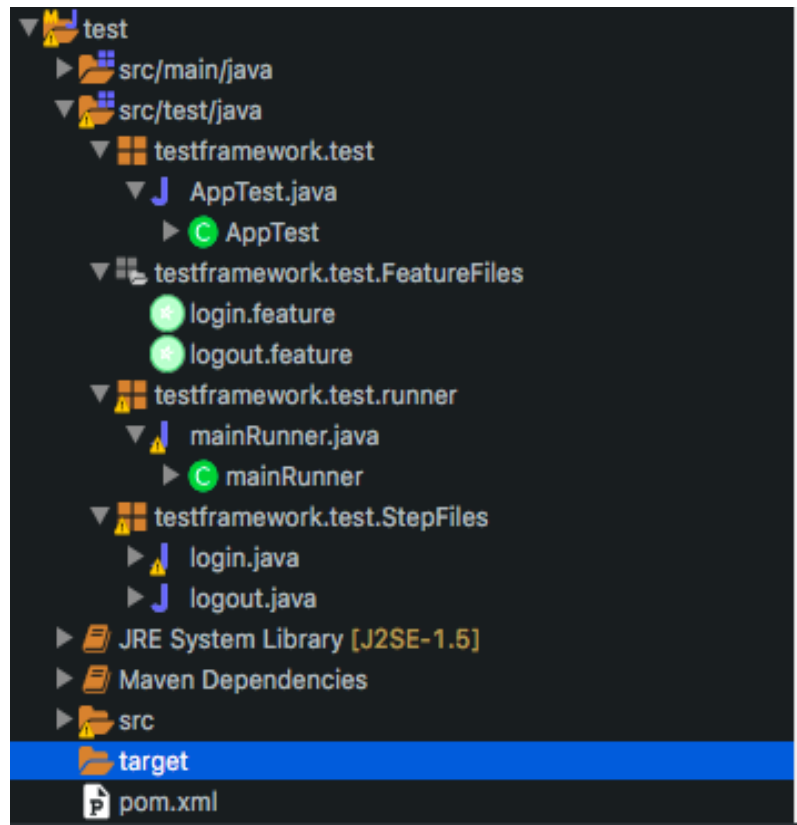 test
src/main/java
src/test/java
testframework.test
AppTest.java
AppTest
testframework.test.FeatureFiles
login.feature
logout.feature
testframework.test.runner
mainRunner.java
mainRunner
testframework.test.StepFiles
login.java
logout.java
JRE System Library [J2SE-1.5]
Maven Dependencies
src
target
pom.xml